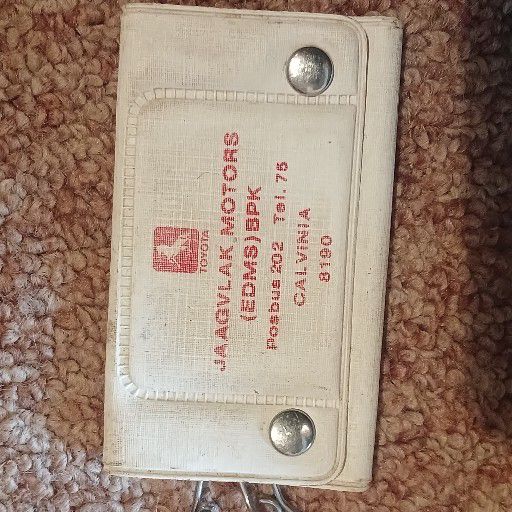 TOYOTA
JAAGVLAK MOTORS
(EDMS) BPK
Posbus 202 Tel. 75
CALVINIA
8190